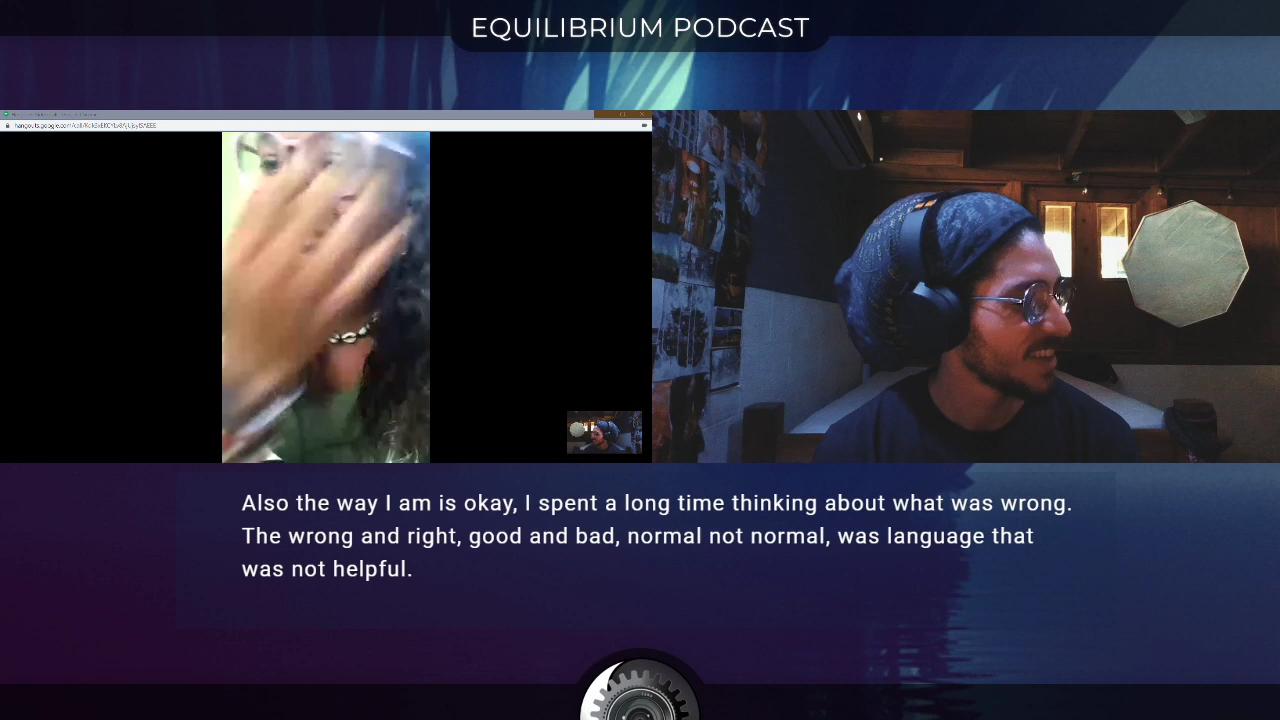 EQUILIBRIUM PODCAST
Also the way I am is okay, I spent a long time thinking about what was wrong.
The wrong and right, good and bad, normal not normal, was language that
was not helpful.